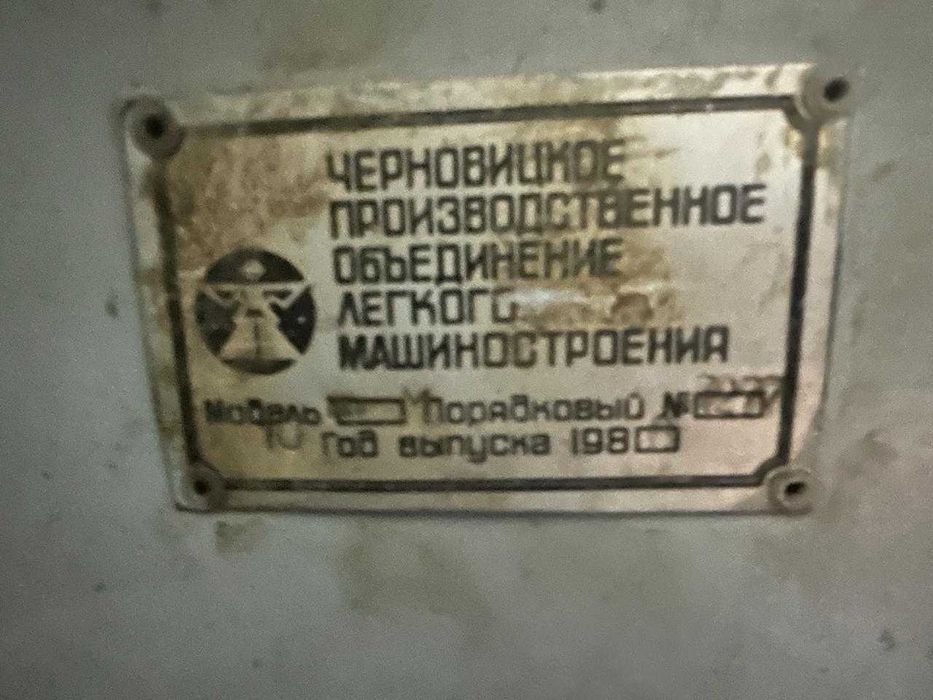 ЧЕРНОВИЦКОЕ
ПРОИЗВОДСТВЕННОЕ
ОБЪЕДИНЕНИЕ
ЛЕГКОГО
МАШИНОСТРОЕНИЯ
Модель Порядковый №
Год выпуска 198